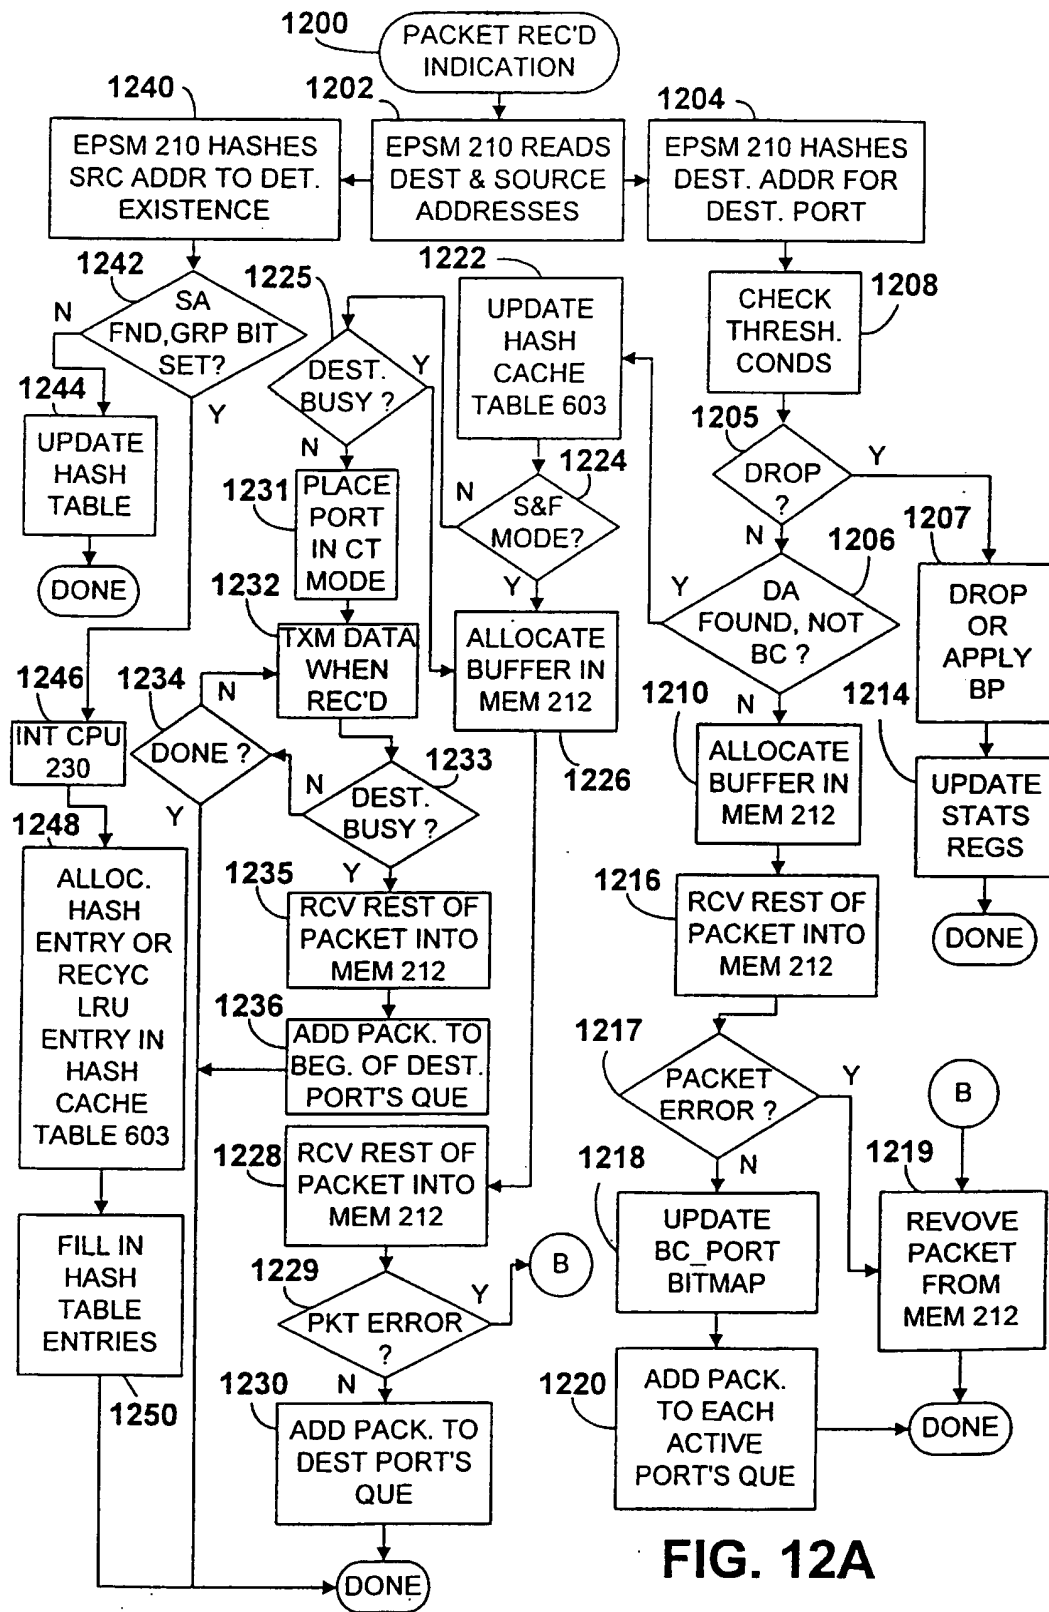 1200
PACKET REC'D
INDICATION
1240
1202
1204
EPSM 210 HASHES
SRC ADDR TO DET.
EXISTENCE
EPSM 210 READS
DEST & SOURCE
ADDRESSES
EPSM 210 HASHES
DEST. ADDR FOR
DEST. PORT
1242
SA
FND,GRP BIT
SET?
N
Y
1244
UPDATE
HASH
TABLE
DONE
1246
INT CPU
230
1248
ALLOC.
HASH
ENTRY OR
RECYC
LRU
ENTRY IN
HASH
CACHE
TABLE 603
FILL IN
HASH
TABLE
ENTRIES
1250
1225
DEST.
BUSY ?
Y
N
1231
PLACE
PORT
IN CT
MODE
1232
TXM DATA
WHEN
REC'D
1234
N
DONE ?
Y
1233
DEST.
BUSY ?
N
Y
1235
RCV REST OF
PACKET INTO
MEM 212
1236
ADD PACK. TO
BEG. OF DEST.
PORT'S QUE
1222
UPDATE
HASH
CACHE
TABLE 603
1224
S&F
MODE?
N
Y
ALLOCATE
BUFFER IN
MEM 212
1226
1228
RCV REST OF
PACKET INTO
MEM 212
1229
PKT ERROR
?
Y
B
N
1230
ADD PACK. TO
DEST PORT'S
QUE
DONE
1208
CHECK
THRESH.
CONDS
1205
DROP
?
Y
N
1206
DA
FOUND, NOT
BC ?
Y
N
1207
DROP
OR
APPLY
BP
1214
UPDATE
STATS
REGS
DONE
1210
ALLOCATE
BUFFER IN
MEM 212
1216
RCV REST OF
PACKET INTO
MEM 212
1217
PACKET
ERROR ?
Y
N
1218
UPDATE
BC_PORT
BITMAP
B
1219
REVOVE
PACKET
FROM
MEM 212
1220
ADD PACK.
TO EACH
ACTIVE
PORT'S QUE
DONE
FIG. 12A